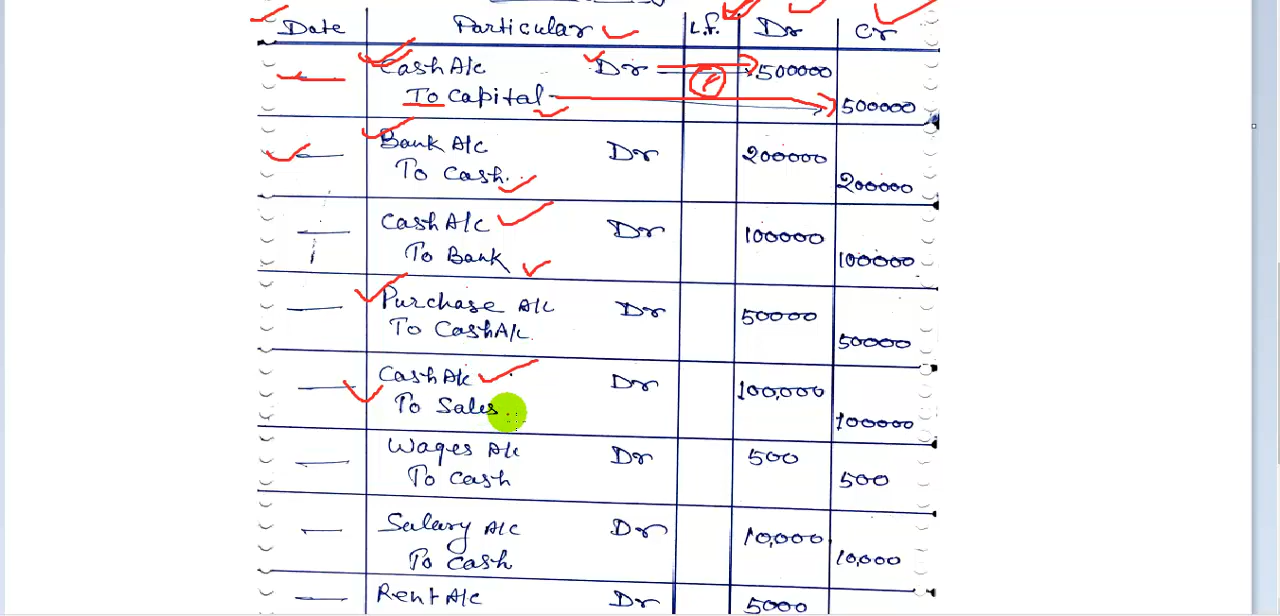 Date Particular L.f. Dr Cr
Cash A/c Dr 500000
To Capital 500000
Bank A/c Dr 200000
To Cash 200000
Cash A/c Dr 100000
To Bank 100000
Purchase A/c Dr 50000
To Cash A/c 50000
Cash A/c Dr 100,000
To Sales 100000
Wages A/c Dr 500
To Cash 500
Salary A/c Dr 10,000
To Cash 10,000
Rent A/c Dr 5000